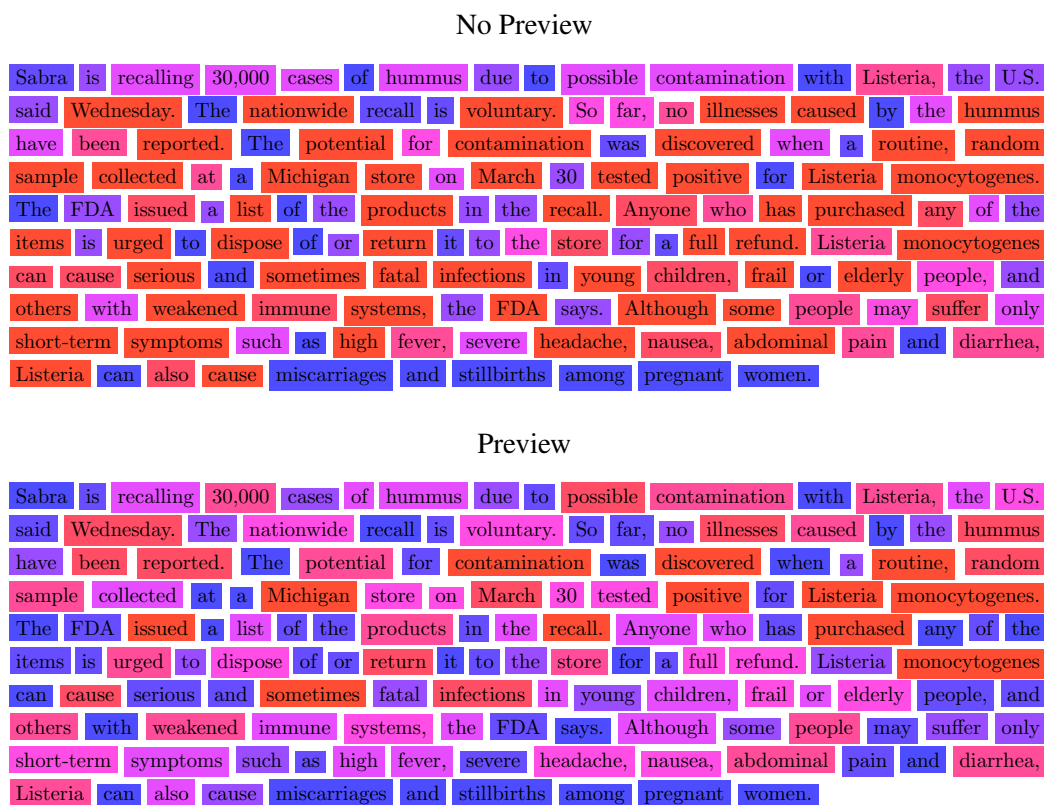 No Preview
Sabra is recalling 30,000 cases of hummus due to possible contamination with Listeria, the U.S.
said Wednesday. The nationwide recall is voluntary. So far, no illnesses caused by the hummus
have been reported. The potential for contamination was discovered when a routine, random
sample collected at a Michigan store on March 30 tested positive for Listeria monocytogenes.
The FDA issued a list of the products in the recall. Anyone who has purchased any of the
items is urged to dispose of or return it to the store for a full refund. Listeria monocytogenes
can cause serious and sometimes fatal infections in young children, frail or elderly people, and
others with weakened immune systems, the FDA says. Although some people may suffer only
short-term symptoms such as high fever, severe headache, nausea, abdominal pain and diarrhea,
Listeria can also cause miscarriages and stillbirths among pregnant women.
Preview
Sabra is recalling 30,000 cases of hummus due to possible contamination with Listeria, the U.S.
said Wednesday. The nationwide recall is voluntary. So far, no illnesses caused by the hummus
have been reported. The potential for contamination was discovered when a routine, random
sample collected at a Michigan store on March 30 tested positive for Listeria monocytogenes.
The FDA issued a list of the products in the recall. Anyone who has purchased any of the
items is urged to dispose of or return it to the store for a full refund. Listeria monocytogenes
can cause serious and sometimes fatal infections in young children, frail or elderly people, and
others with weakened immune systems, the FDA says. Although some people may suffer only
short-term symptoms such as high fever, severe headache, nausea, abdominal pain and diarrhea,
Listeria can also cause miscarriages and stillbirths among pregnant women.